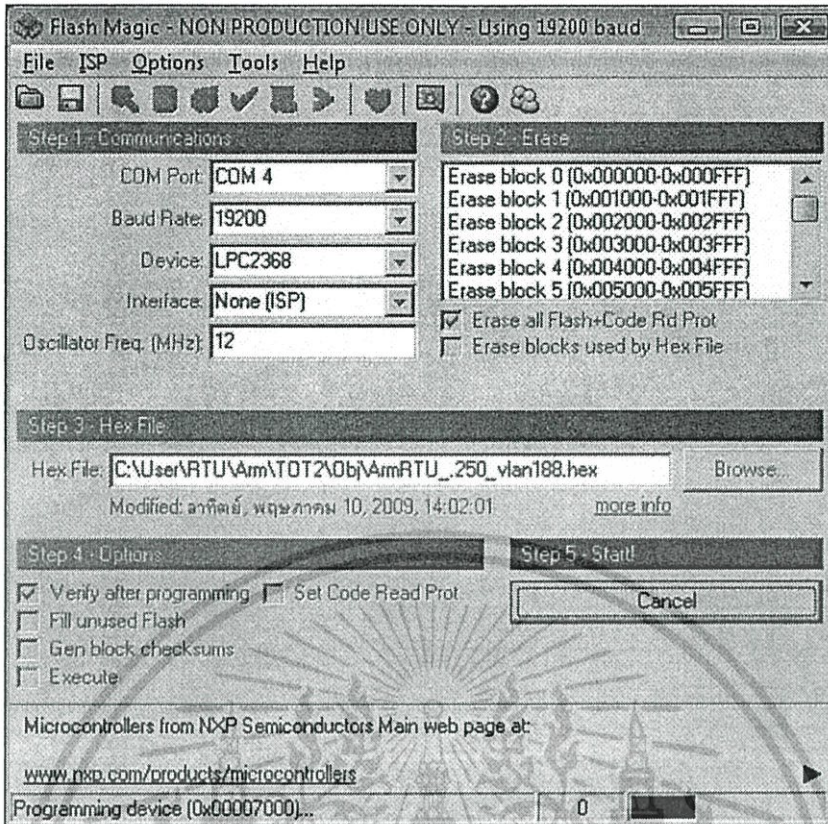 Flash Magic - NON PRODUCTION USE ONLY - Using 19200 baud
File ISP Options Tools Help
Step 1 - Communications
COM Port: COM 4
Baud Rate: 19200
Device: LPC2368
Interface: None (ISP)
Oscillator Freq. (MHz): 12
Step 2 - Erase
Erase block 0 (0x000000-0x000FFF)
Erase block 1 (0x001000-0x001FFF)
Erase block 2 (0x002000-0x002FFF)
Erase block 3 (0x003000-0x003FFF)
Erase block 4 (0x004000-0x004FFF)
Erase block 5 (0x005000-0x005FFF)
Erase all Flash+Code Rd Prot
Erase blocks used by Hex File
Step 3 - Hex File
Hex File: C:\User\RTU\Arm\TOT2\Obj\ArmRTU_.250_vlan188.hex Browse...
Modified: อาทิตย์, พฤษภาคม 10, 2009, 14:02:01 more info
Step 4 - Options
Verify after programming Set Code Read Prot
Fill unused Flash
Gen block checksums
Execute
Step 5 - Start!
Cancel
Microcontrollers from NXP Semiconductors Main web page at:
www.nxp.com/products/microcontrollers
Programming device (0x00007000)... 0